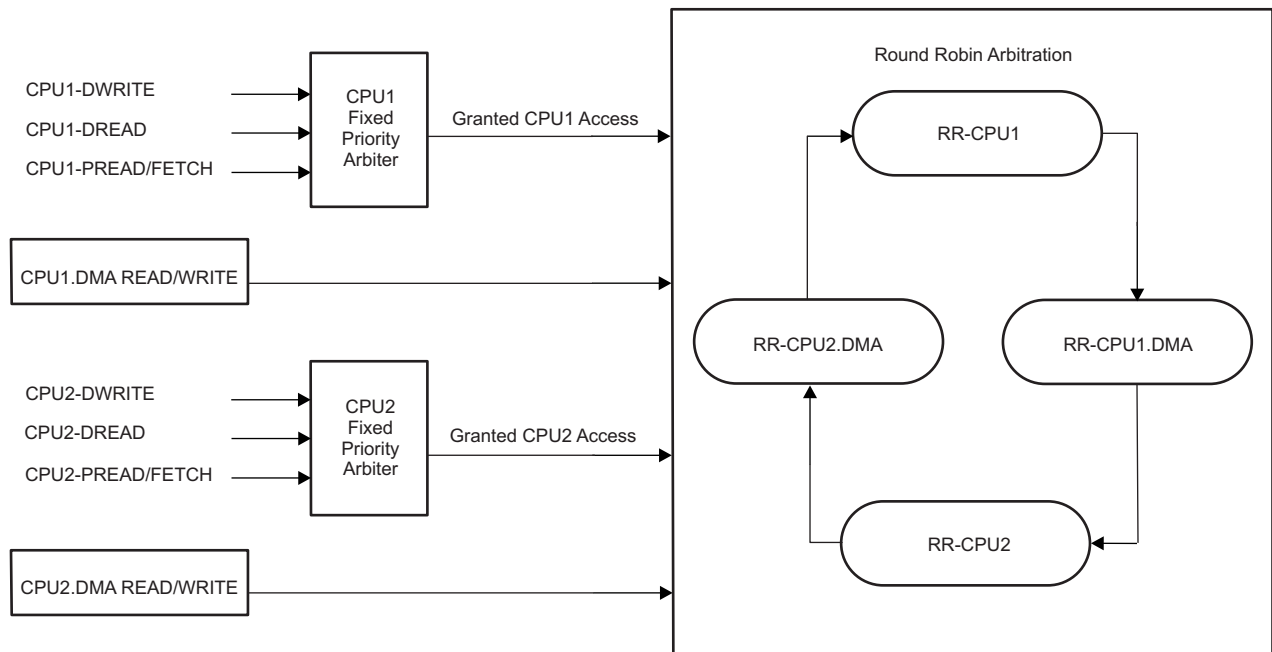 Round Robin Arbitration
CPU1-DWRITE
CPU1-DREAD
CPU1-PREAD/FETCH
CPU1
Fixed
Priority
Arbiter
Granted CPU1 Access
RR-CPU1
CPU1.DMA READ/WRITE
RR-CPU2.DMA
RR-CPU1.DMA
CPU2-DWRITE
CPU2-DREAD
CPU2-PREAD/FETCH
CPU2
Fixed
Priority
Arbiter
Granted CPU2 Access
RR-CPU2
CPU2.DMA READ/WRITE